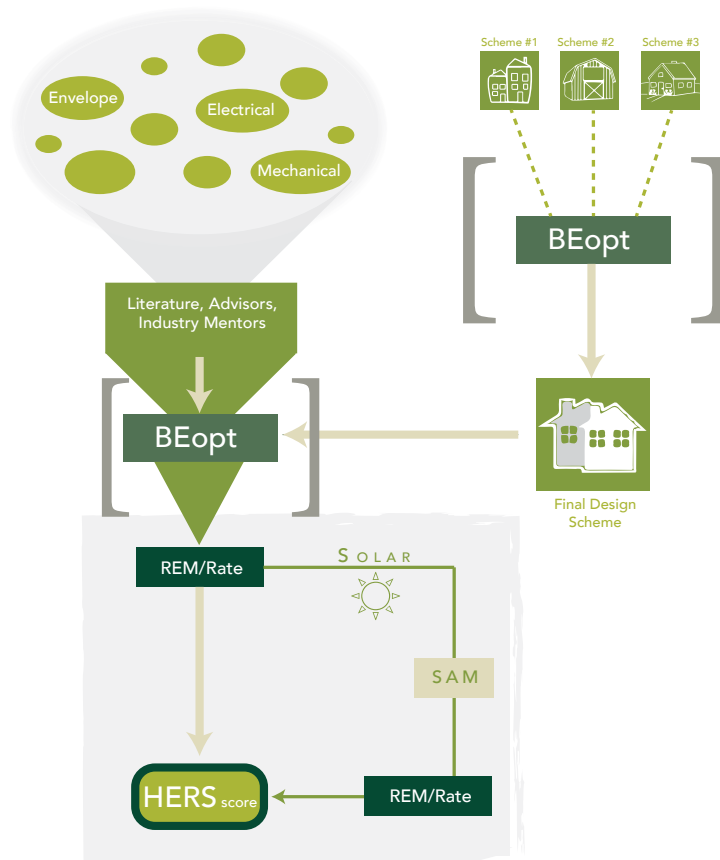 Scheme #1
Scheme #2
Scheme #3
Envelope
Electrical
Mechanical
BEopt
Literature, Advisors,
Industry Mentors
BEopt
Final Design
Scheme
REM/Rate
SOLAR
SAM
REM/Rate
HERS score